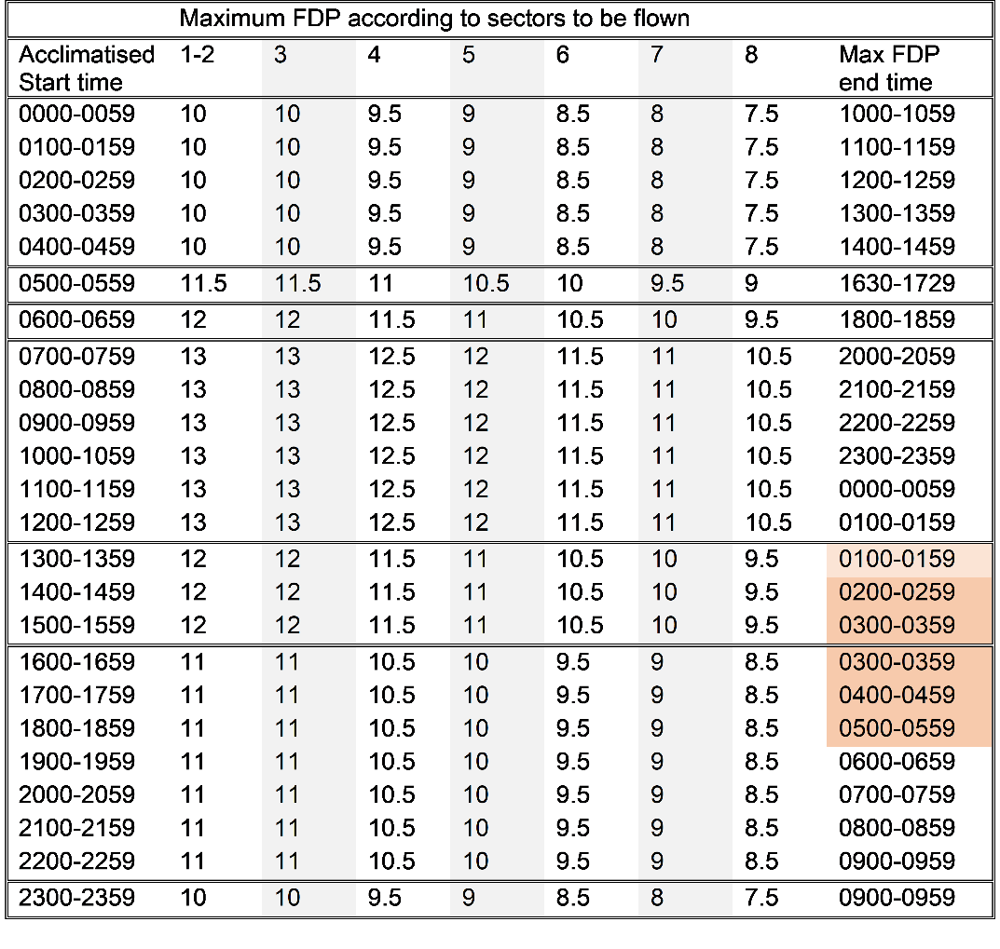 Maximum FDP according to sectors to be flown
Acclimatised Start time 1-2 3 4 5 6 7 8 Max FDP end time
0000-0059 10 10 9.5 9 8.5 8 7.5 1000-1059
0100-0159 10 10 9.5 9 8.5 8 7.5 1100-1159
0200-0259 10 10 9.5 9 8.5 8 7.5 1200-1259
0300-0359 10 10 9.5 9 8.5 8 7.5 1300-1359
0400-0459 10 10 9.5 9 8.5 8 7.5 1400-1459
0500-0559 11.5 11.5 11 10.5 10 9.5 9 1630-1729
0600-0659 12 12 11.5 11 10.5 10 9.5 1800-1859
0700-0759 13 13 12.5 12 11.5 11 10.5 2000-2059
0800-0859 13 13 12.5 12 11.5 11 10.5 2100-2159
0900-0959 13 13 12.5 12 11.5 11 10.5 2200-2259
1000-1059 13 13 12.5 12 11.5 11 10.5 2300-2359
1100-1159 13 13 12.5 12 11.5 11 10.5 0000-0059
1200-1259 13 13 12.5 12 11.5 11 10.5 0100-0159
1300-1359 12 12 11.5 11 10.5 10 9.5 0100-0159
1400-1459 12 12 11.5 11 10.5 10 9.5 0200-0259
1500-1559 12 12 11.5 11 10.5 10 9.5 0300-0359
1600-1659 11 11 10.5 10 9.5 9 8.5 0300-0359
1700-1759 11 11 10.5 10 9.5 9 8.5 0400-0459
1800-1859 11 11 10.5 10 9.5 9 8.5 0500-0559
1900-1959 11 11 10.5 10 9.5 9 8.5 0600-0659
2000-2059 11 11 10.5 10 9.5 9 8.5 0700-0759
2100-2159 11 11 10.5 10 9.5 9 8.5 0800-0859
2200-2259 11 11 10.5 10 9.5 9 8.5 0900-0959
2300-2359 10 10 9.5 9 8.5 8 7.5 0900-0959